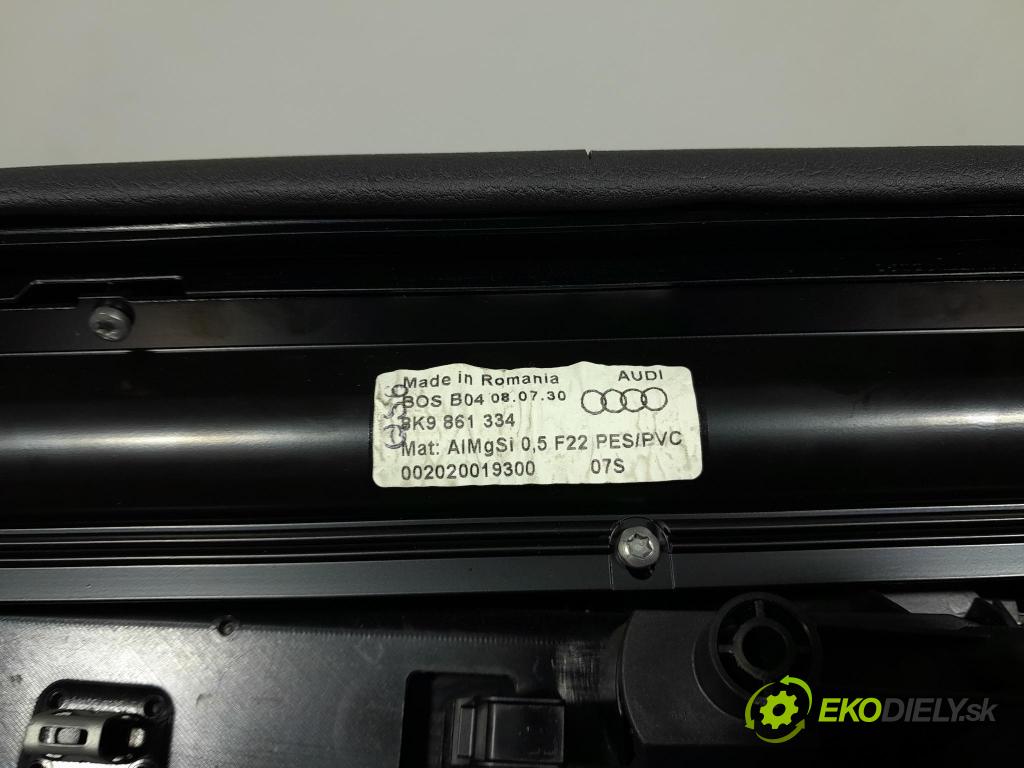 Made in Romania AUDI
BOS B04 08.07.30
8K9 861 334
Mat: AlMgSi 0,5 F22 PES/PVC
002020019300 07S
EKODIELY.sk